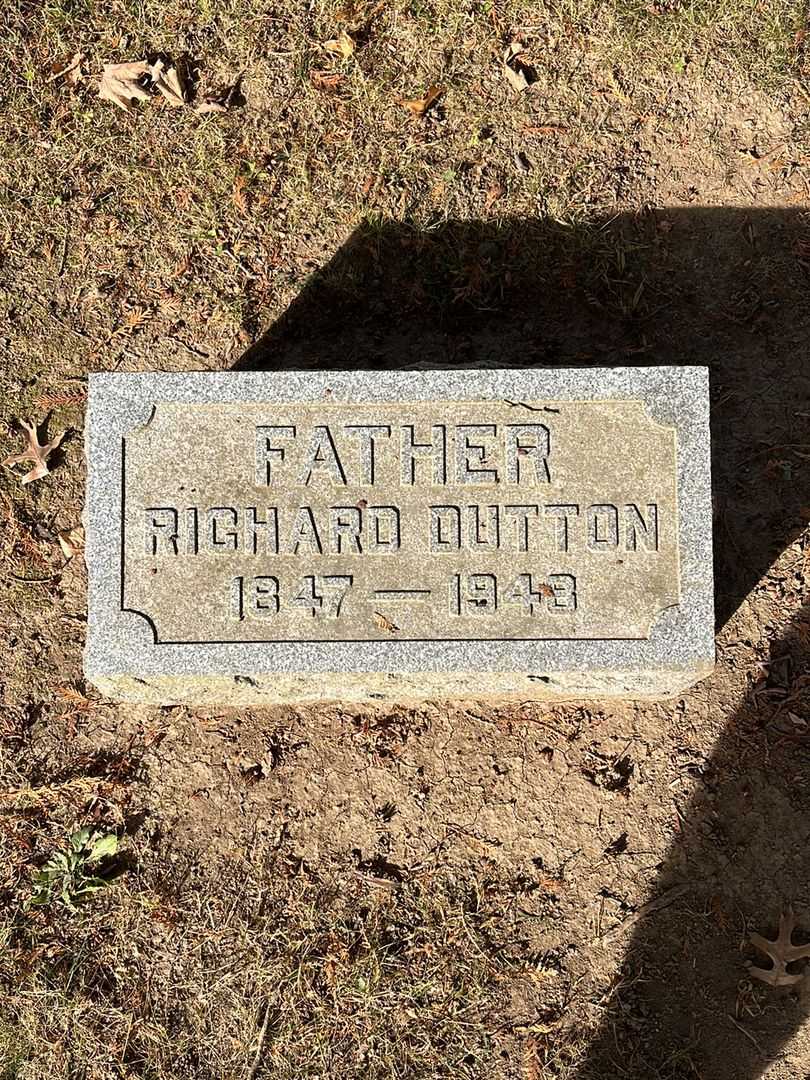 FATHER
RICHARD DUTTON
1847 — 1943